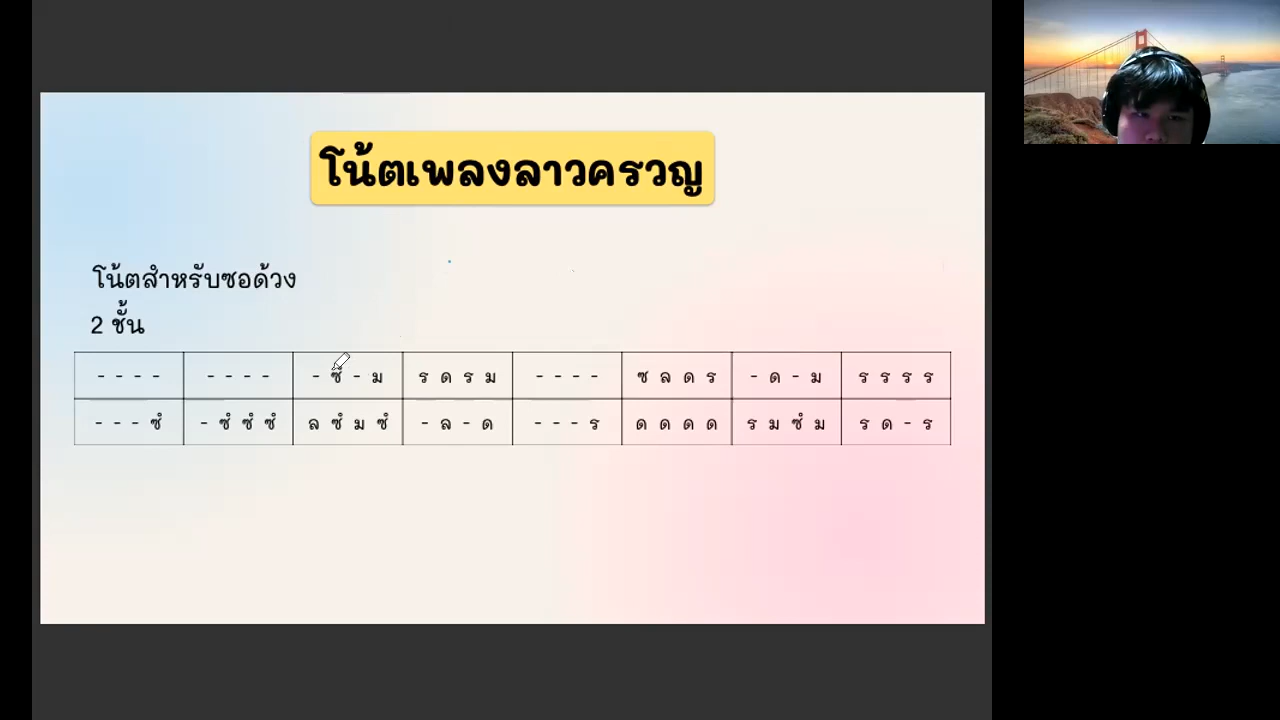 โน้ตเพลงลาวครวญ
โน้ตสำหรับซอด้วง
2 ชั้น
- - - - - - - - - ซํ - ม ร ด ร ม - - - - ซ ล ด ร - ด - ม ร ร ร ร
- - - ซํ - ซํ ซํ ซํ ล ซํ ม ซํ - ล - ด - - - ร ด ด ด ด ร ม ซํ ม ร ด - ร